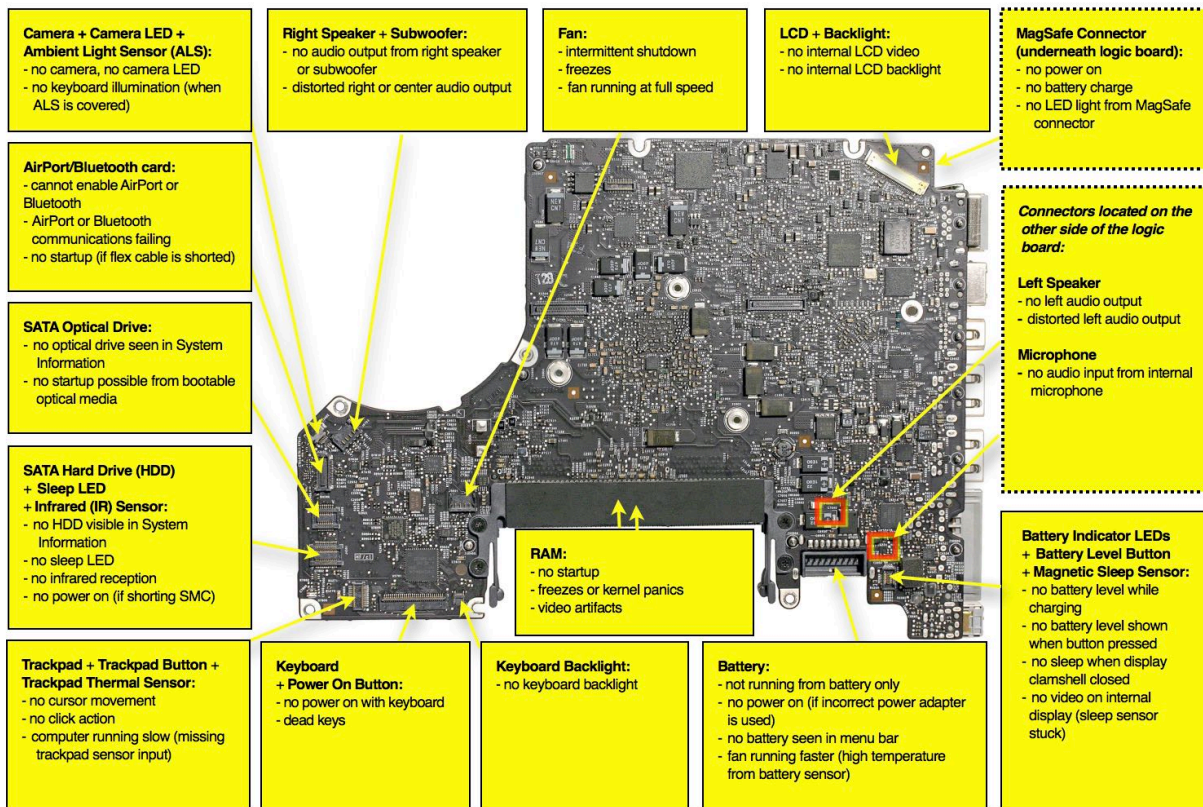 Camera + Camera LED +
Ambient Light Sensor (ALS):
- no camera, no camera LED
- no keyboard illumination (when
ALS is covered)
Right Speaker + Subwoofer:
- no audio output from right speaker
or subwoofer
- distorted right or center audio output
Fan:
- intermittent shutdown
- freezes
- fan running at full speed
LCD + Backlight:
- no internal LCD video
- no internal LCD backlight
MagSafe Connector
(underneath logic board):
- no power on
- no battery charge
- no LED light from MagSafe
connector
AirPort/Bluetooth card:
- cannot enable AirPort or
Bluetooth
- AirPort or Bluetooth
communications failing
- no startup (if flex cable is shorted)
Connectors located on the
other side of the logic
board:
Left Speaker
- no left audio output
- distorted left audio output
Microphone
- no audio input from internal
microphone
SATA Optical Drive:
- no optical drive seen in System
Information
- no startup possible from bootable
optical media
SATA Hard Drive (HDD)
+ Sleep LED
+ Infrared (IR) Sensor:
- no HDD visible in System
Information
- no sleep LED
- no infrared reception
- no power on (if shorting SMC)
RAM:
- no startup
- freezes or kernel panics
- video artifacts
Battery Indicator LEDs
+ Battery Level Button
+ Magnetic Sleep Sensor:
- no battery level while
charging
- no battery level shown
when button pressed
- no sleep when display
clamshell closed
- no video on internal
display (sleep sensor
stuck)
Trackpad + Trackpad Button +
Trackpad Thermal Sensor:
- no cursor movement
- no click action
- computer running slow (missing
trackpad sensor input)
Keyboard
+ Power On Button:
- no power on with keyboard
- dead keys
Keyboard Backlight:
- no keyboard backlight
Battery:
- not running from battery only
- no power on (if incorrect power adapter
is used)
- no battery seen in menu bar
- fan running faster (high temperature
from battery sensor)